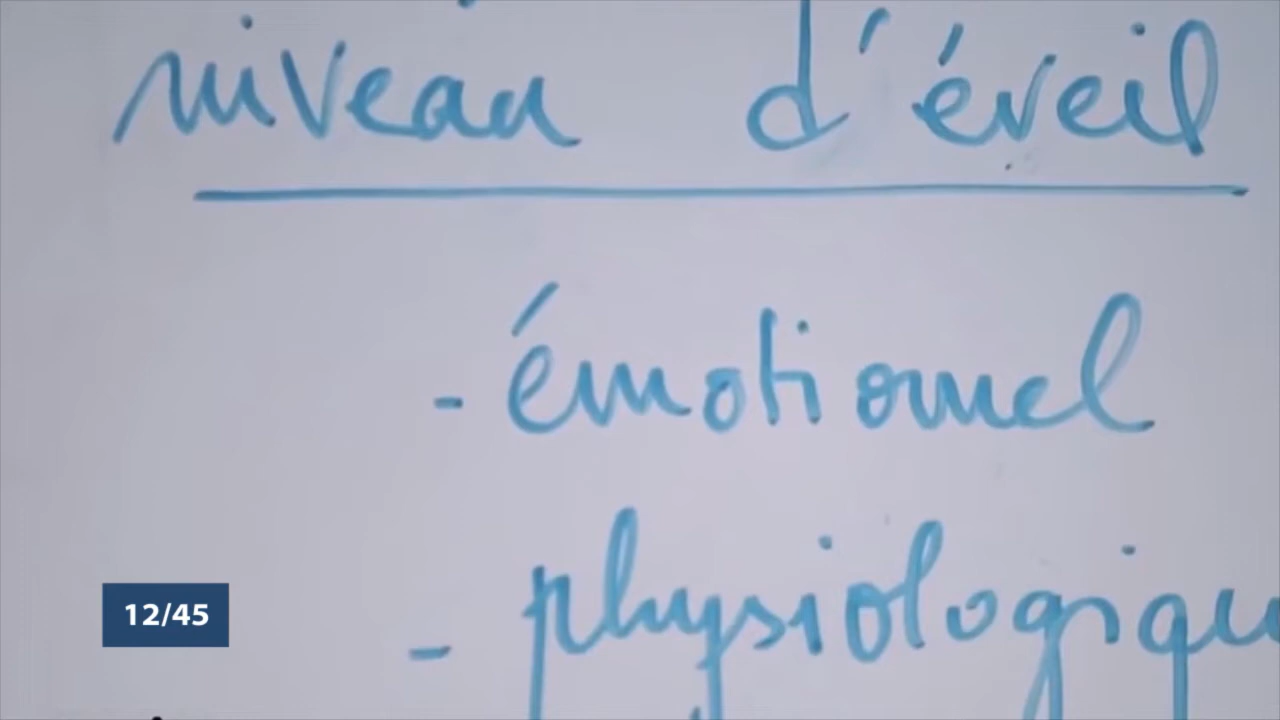 niveau d'éveil
- émotionnel
- physiologiqu
12/45